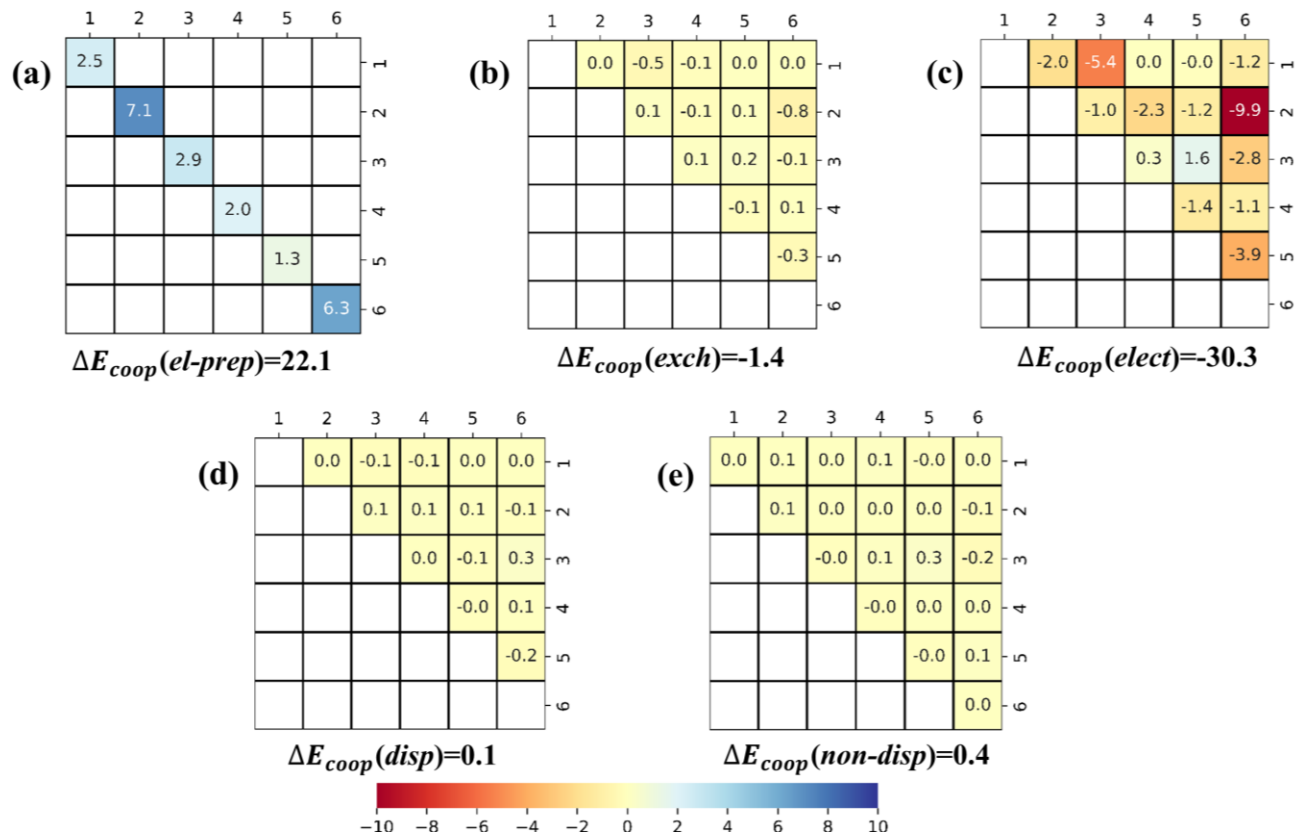 1 2 3 4 5 6
(a)
2.5 1
7.1 2
2.9 3
2.0 4
1.3 5
6.3 6
ΔE_coop(el-prep)=22.1
1 2 3 4 5 6
(b)
0.0 -0.5 -0.1 0.0 0.0 1
0.1 -0.1 0.1 -0.8 2
0.1 0.2 -0.1 3
-0.1 0.1 4
-0.3 5
6
ΔE_coop(exch)=-1.4
1 2 3 4 5 6
(c)
-2.0 -5.4 0.0 -0.0 -1.2 1
-1.0 -2.3 -1.2 -9.9 2
0.3 1.6 -2.8 3
-1.4 -1.1 4
-3.9 5
6
ΔE_coop(elect)=-30.3
1 2 3 4 5 6
(d)
0.0 -0.1 -0.1 0.0 0.0 1
0.1 0.1 0.1 -0.1 2
0.0 -0.1 0.3 3
-0.0 0.1 4
-0.2 5
6
ΔE_coop(disp)=0.1
1 2 3 4 5 6
(e)
0.0 0.1 0.0 0.1 -0.0 0.0 1
0.1 0.0 0.0 0.0 -0.1 2
-0.0 0.1 0.3 -0.2 3
-0.0 0.0 0.0 4
-0.0 0.1 5
0.0 6
ΔE_coop(non-disp)=0.4
−10 −8 −6 −4 −2 0 2 4 6 8 10